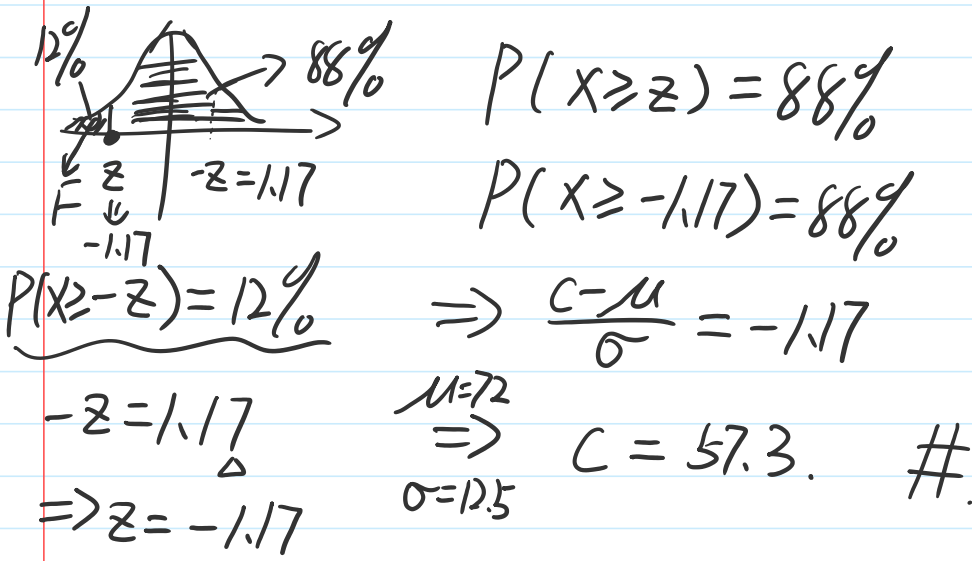 12%
88%
F
z
⇓
-1.17
-z=1.17
P(x≥-z)=12%
-z=1.17
⇒z=-1.17
P(x≥z)=88%
P(x≥-1.17)=88%
⇒ (c-μ)/σ = -1.17
μ=72
⇒ c=57.3. #.
σ=12.5